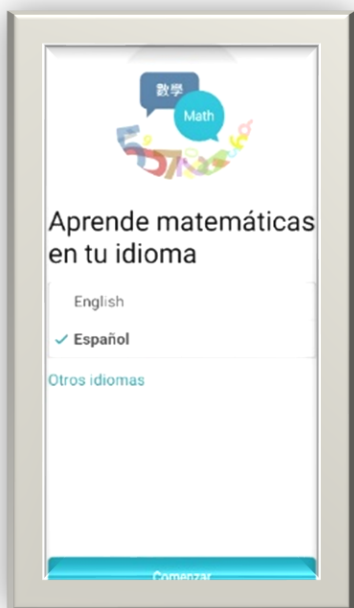 數學
Math
Aprende matemáticas
en tu idioma
English
Español
Otros idiomas
Comenzar